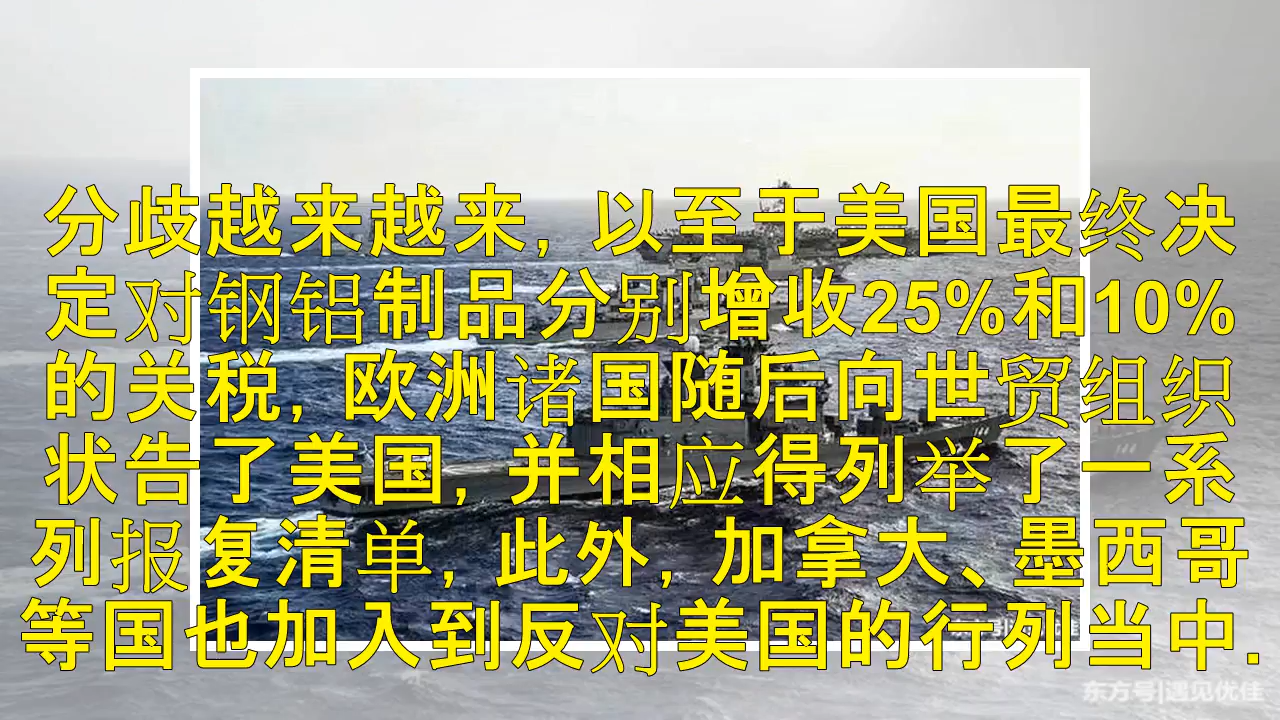 分歧越来越来, 以至于美国最终决
定对钢铝制品分别增收25%和10%
的关税, 欧洲诸国随后向世贸组织
状告了美国, 并相应得列举了一系
列报复清单, 此外, 加拿大、墨西哥
等国也加入到反对美国的行列当中.
东方号|遇见优佳